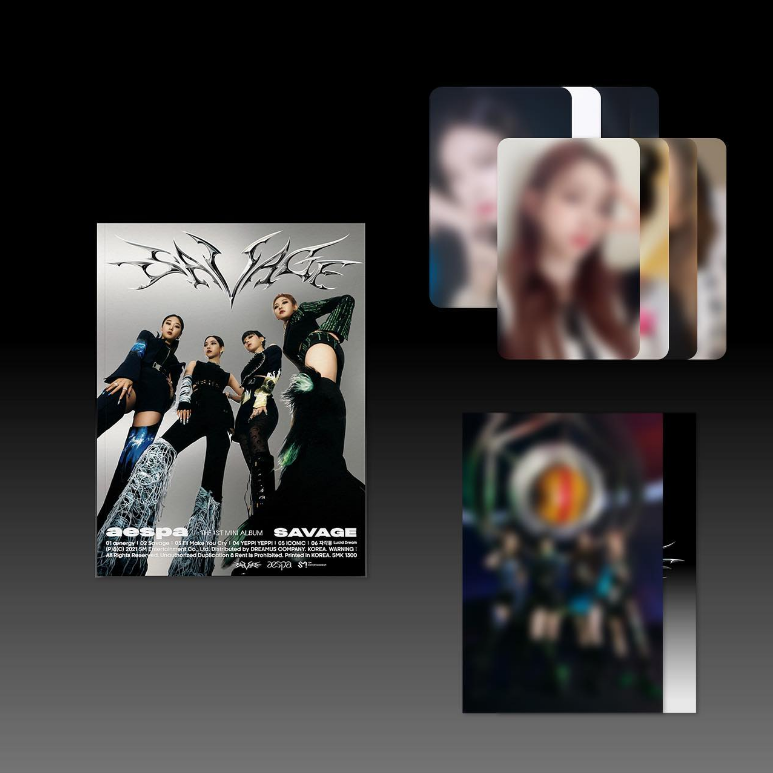 SAVAGE
aespa - THE 1ST MINI ALBUM SAVAGE
01 ænergy | 02 Savage | 03 I'll Make You Cry | 04 YEPPI YEPPI | 05 ICONIC | 06 자각몽 Lucid Dream
(P)&(C) 2021 SM Entertainment Co., Ltd. Distributed by DREAMUS COMPANY. KOREA. WARNING :
All Rights Reserved. Unauthorized Duplication & Rent Is Prohibited. Printed in KOREA. SMK 1300
SAVAGE aespa